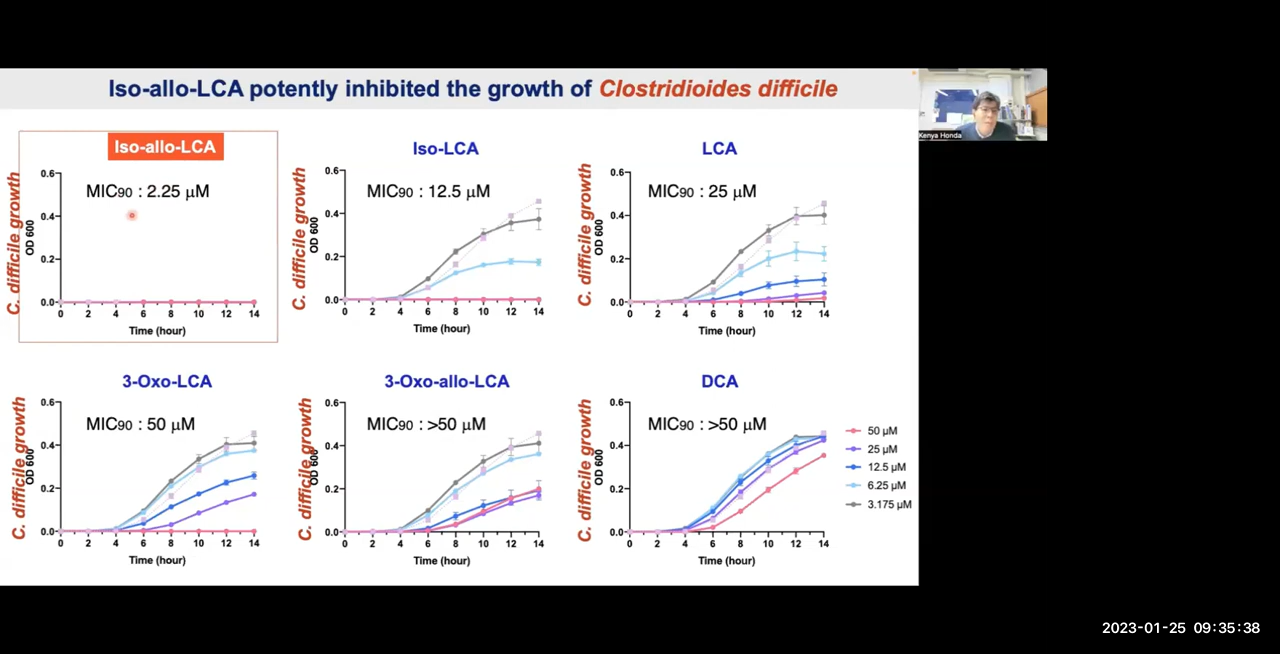 Iso-allo-LCA potently inhibited the growth of Clostridioides difficile
Kenya Honda
Iso-allo-LCA
MIC90 : 2.25 µM
C. difficile growth
OD 600
0.6
0.4
0.2
0.0
0 2 4 6 8 10 12 14
Time (hour)
Iso-LCA
MIC90 : 12.5 µM
C. difficile growth
OD 600
0.6
0.4
0.2
0.0
0 2 4 6 8 10 12 14
Time (hour)
LCA
MIC90 : 25 µM
C. difficile growth
OD 600
0.6
0.4
0.2
0.0
0 2 4 6 8 10 12 14
Time (hour)
3-Oxo-LCA
MIC90 : 50 µM
C. difficile growth
OD 600
0.6
0.4
0.2
0.0
0 2 4 6 8 10 12 14
Time (hour)
3-Oxo-allo-LCA
MIC90 : >50 µM
C. difficile growth
OD 600
0.6
0.4
0.2
0.0
0 2 4 6 8 10 12 14
Time (hour)
DCA
MIC90 : >50 µM
C. difficile growth
OD 600
0.6
0.4
0.2
0.0
0 2 4 6 8 10 12 14
Time (hour)
50 µM
25 µM
12.5 µM
6.25 µM
3.175 µM
2023-01-25 09:35:38